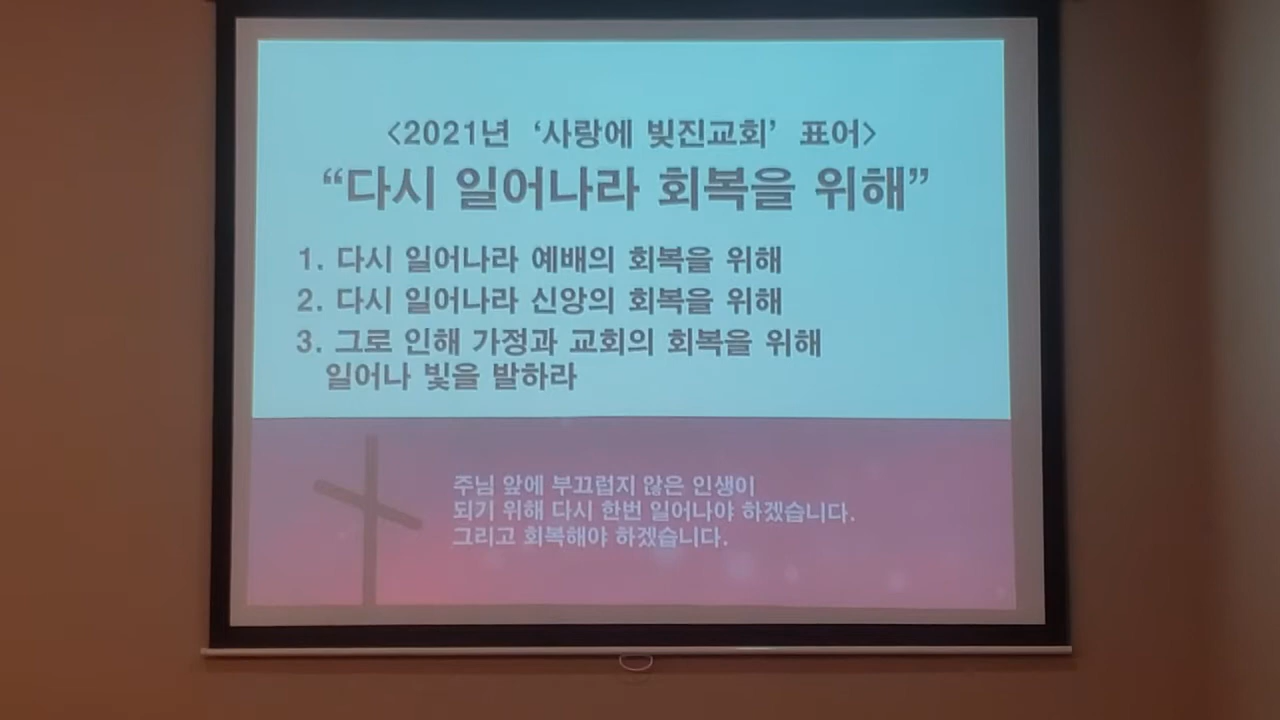 <2021년 ‘사랑에 빚진교회’ 표어>
“다시 일어나라 회복을 위해”
1. 다시 일어나라 예배의 회복을 위해
2. 다시 일어나라 신앙의 회복을 위해
3. 그로 인해 가정과 교회의 회복을 위해
일어나 빛을 발하라
주님 앞에 부끄럽지 않은 인생이
되기 위해 다시 한번 일어나야 하겠습니다.
그리고 회복해야 하겠습니다.